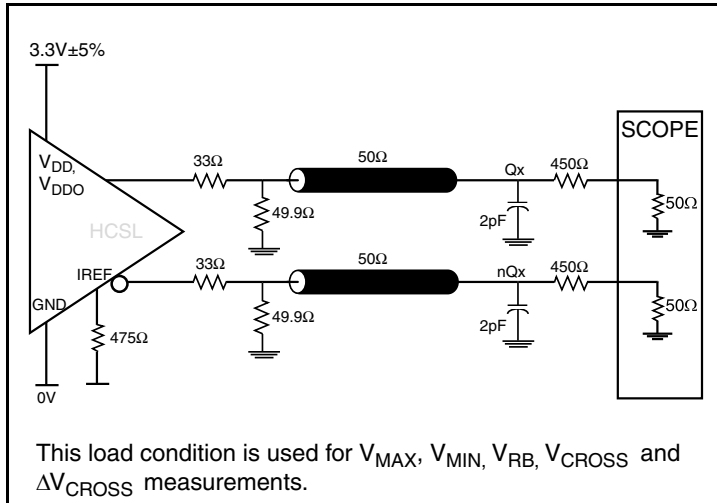 3.3V±5%
SCOPE
V_DD,
V_DDO
HCSL
IREF
GND
0V
475Ω
33Ω
49.9Ω
50Ω
Qx
2pF
450Ω
50Ω
33Ω
49.9Ω
50Ω
nQx
2pF
450Ω
50Ω
This load condition is used for V_MAX, V_MIN, V_RB, V_CROSS and
ΔV_CROSS measurements.